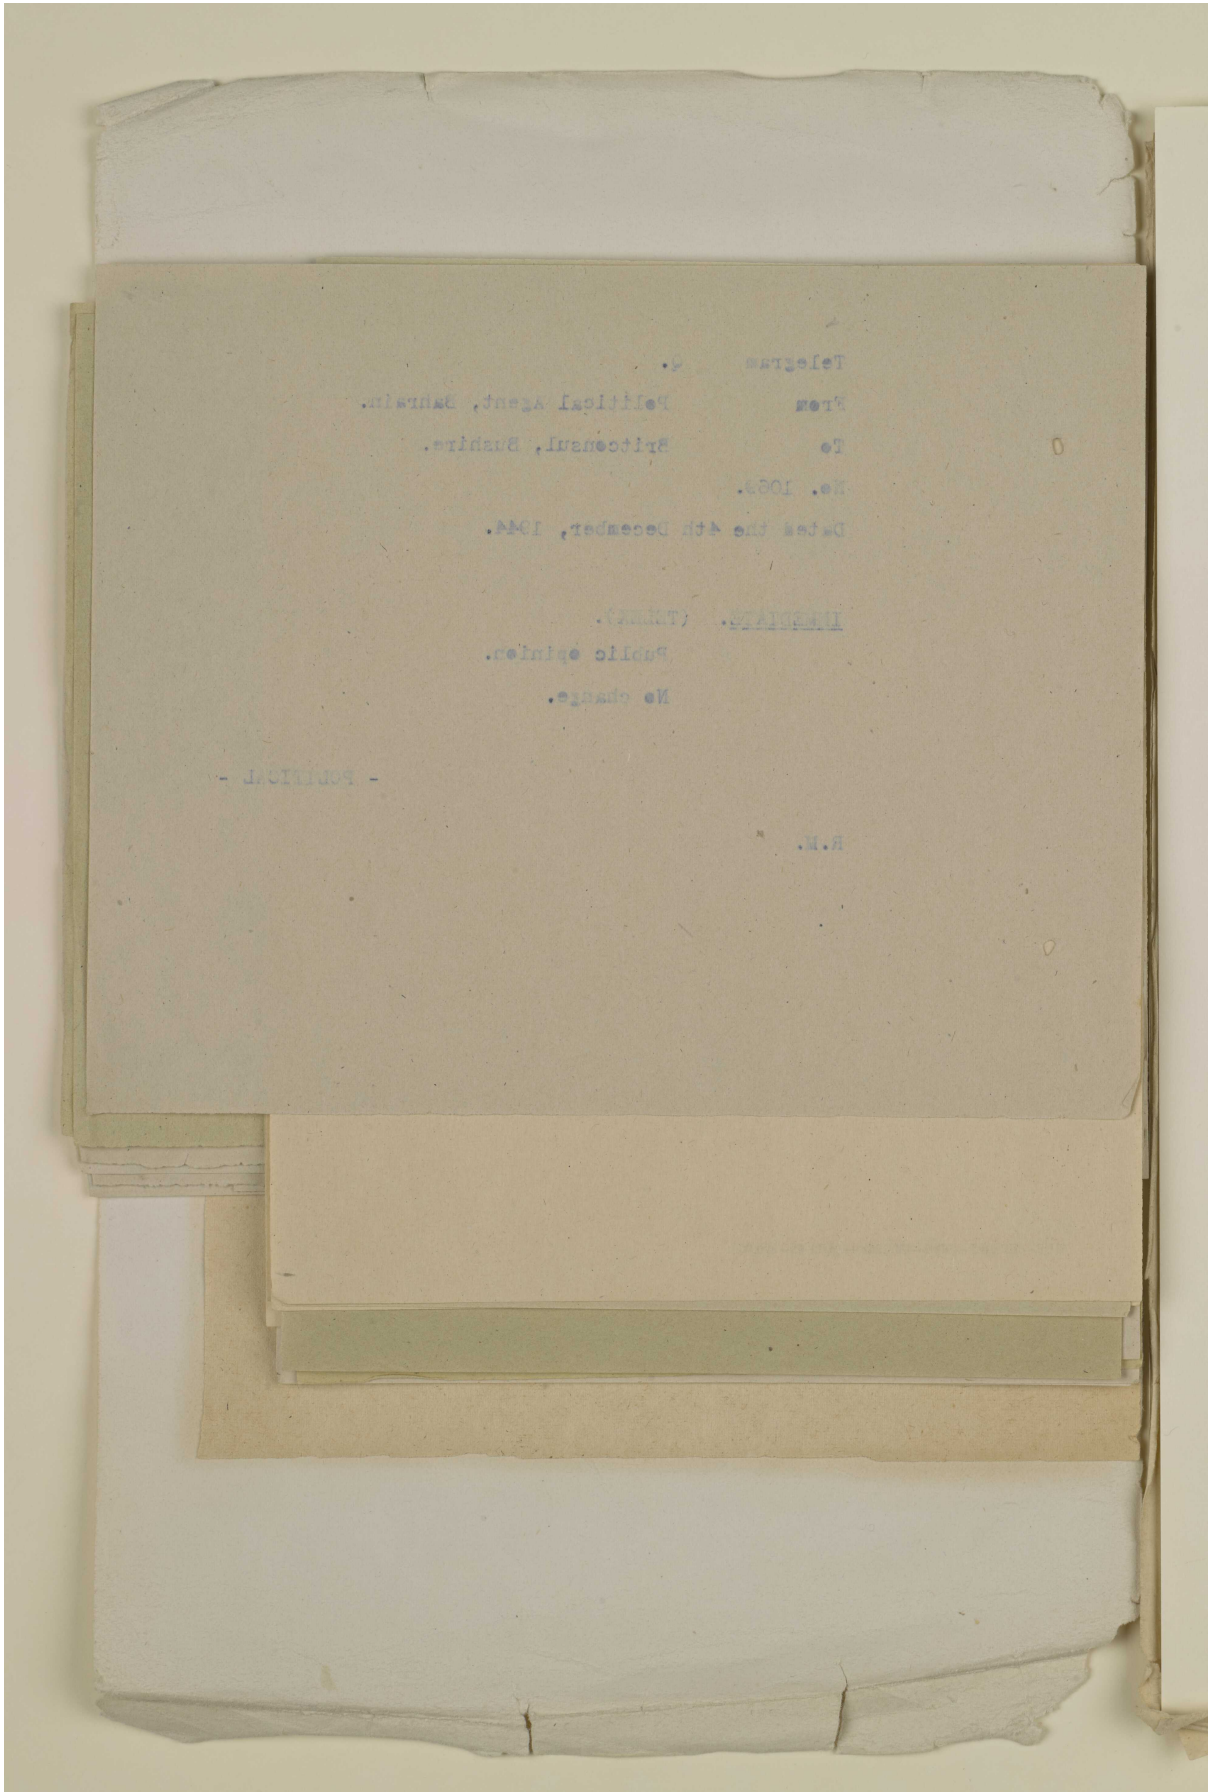 Telegram Q.
From Political Agent, Bahrain.
To Britconsul, Bushire.
No. 1069.
Dated the 4th December, 1944.
IMMEDIATE.
Public opinion.
No change.
- POLITICAL -
R.M.